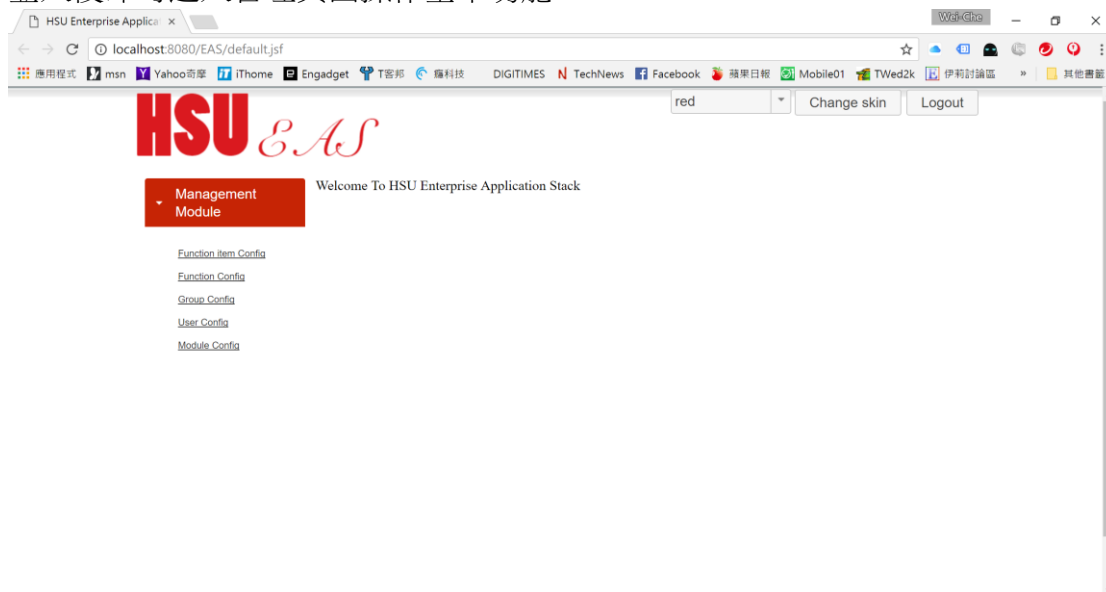 HSU Enterprise Applica
Wei-Che
localhost:8080/EAS/default.jsf
應用程式 msn Yahoo奇摩 iThome Engadget T客邦 癮科技 DIGITIMES TechNews Facebook 蘋果日報 Mobile01 TWed2k 伊莉討論區 » 其他書籤
HSU EAS
red Change skin Logout
Management
Module
Welcome To HSU Enterprise Application Stack
Function item Config
Function Config
Group Config
User Config
Module Config